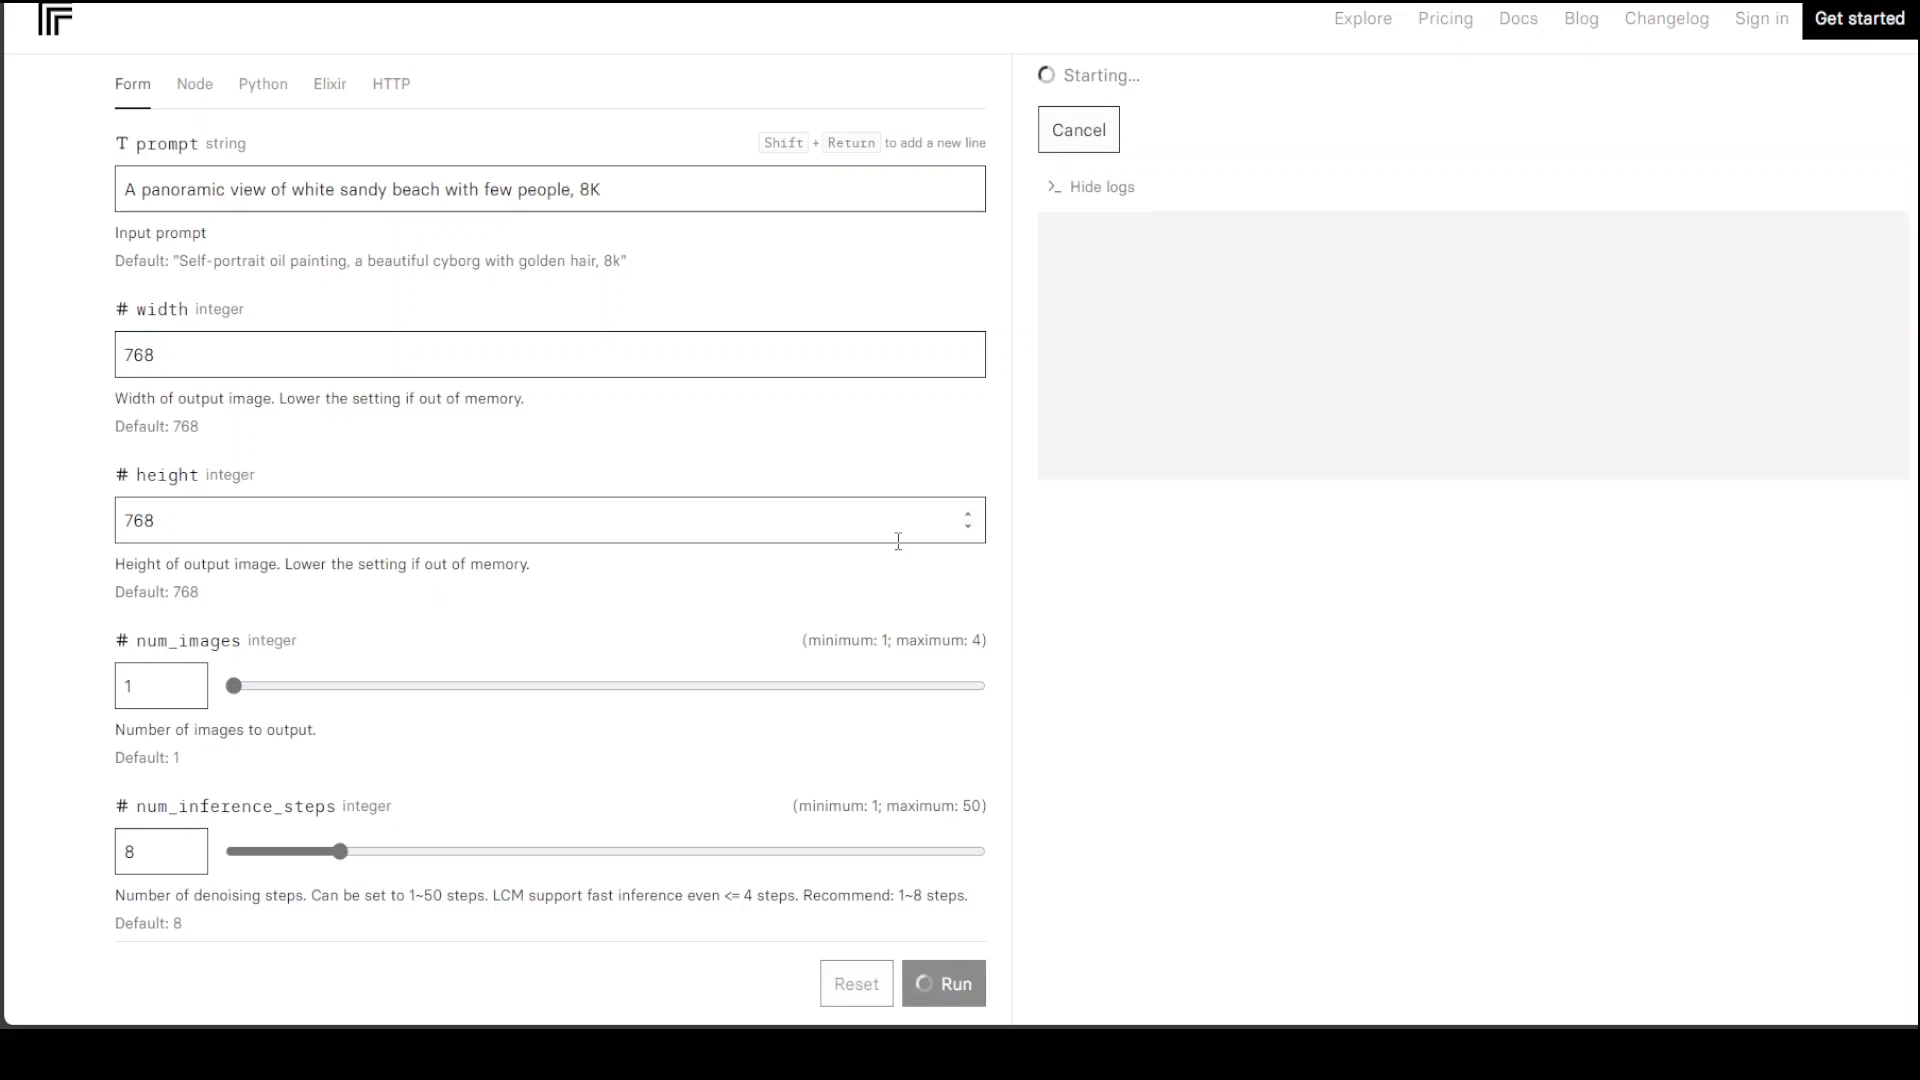 Explore Pricing Docs Blog Changelog Sign in Get started
Form Node Python Elixir HTTP
T prompt string Shift + Return to add a new line
A panoramic view of white sandy beach with few people, 8K
Input prompt
Default: "Self-portrait oil painting, a beautiful cyborg with golden hair, 8k"
# width integer
768
Width of output image. Lower the setting if out of memory.
Default: 768
# height integer
768
Height of output image. Lower the setting if out of memory.
Default: 768
# num_images integer (minimum: 1; maximum: 4)
1
Number of images to output.
Default: 1
# num_inference_steps integer (minimum: 1; maximum: 50)
8
Number of denoising steps. Can be set to 1~50 steps. LCM support fast inference even <= 4 steps. Recommend: 1~8 steps.
Default: 8
Reset Run
Starting...
Cancel
>_ Hide logs